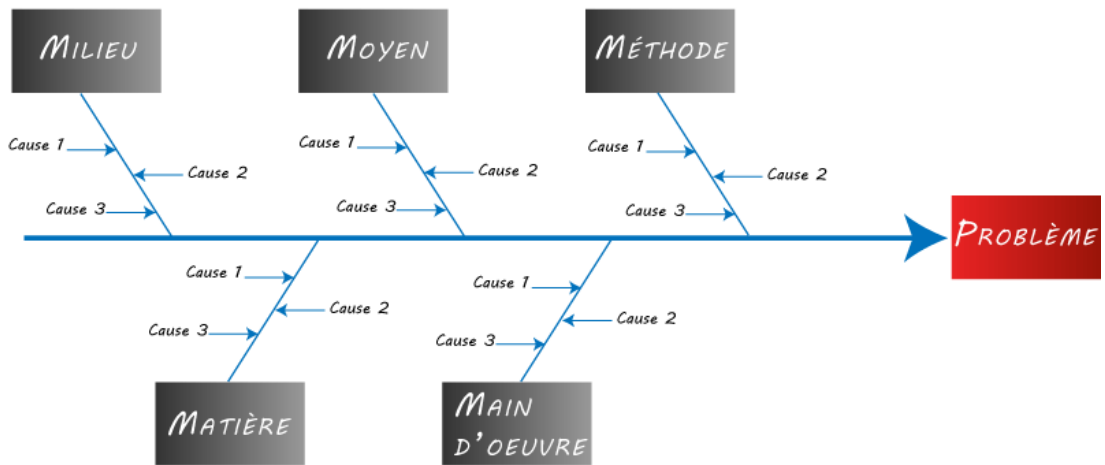 MILIEU
MOYEN
MÉTHODE
Cause 1
Cause 2
Cause 3
Cause 1
Cause 2
Cause 3
Cause 1
Cause 2
Cause 3
PROBLÈME
Cause 1
Cause 2
Cause 3
Cause 1
Cause 2
Cause 3
MATIÈRE
MAIN
D'OEUVRE